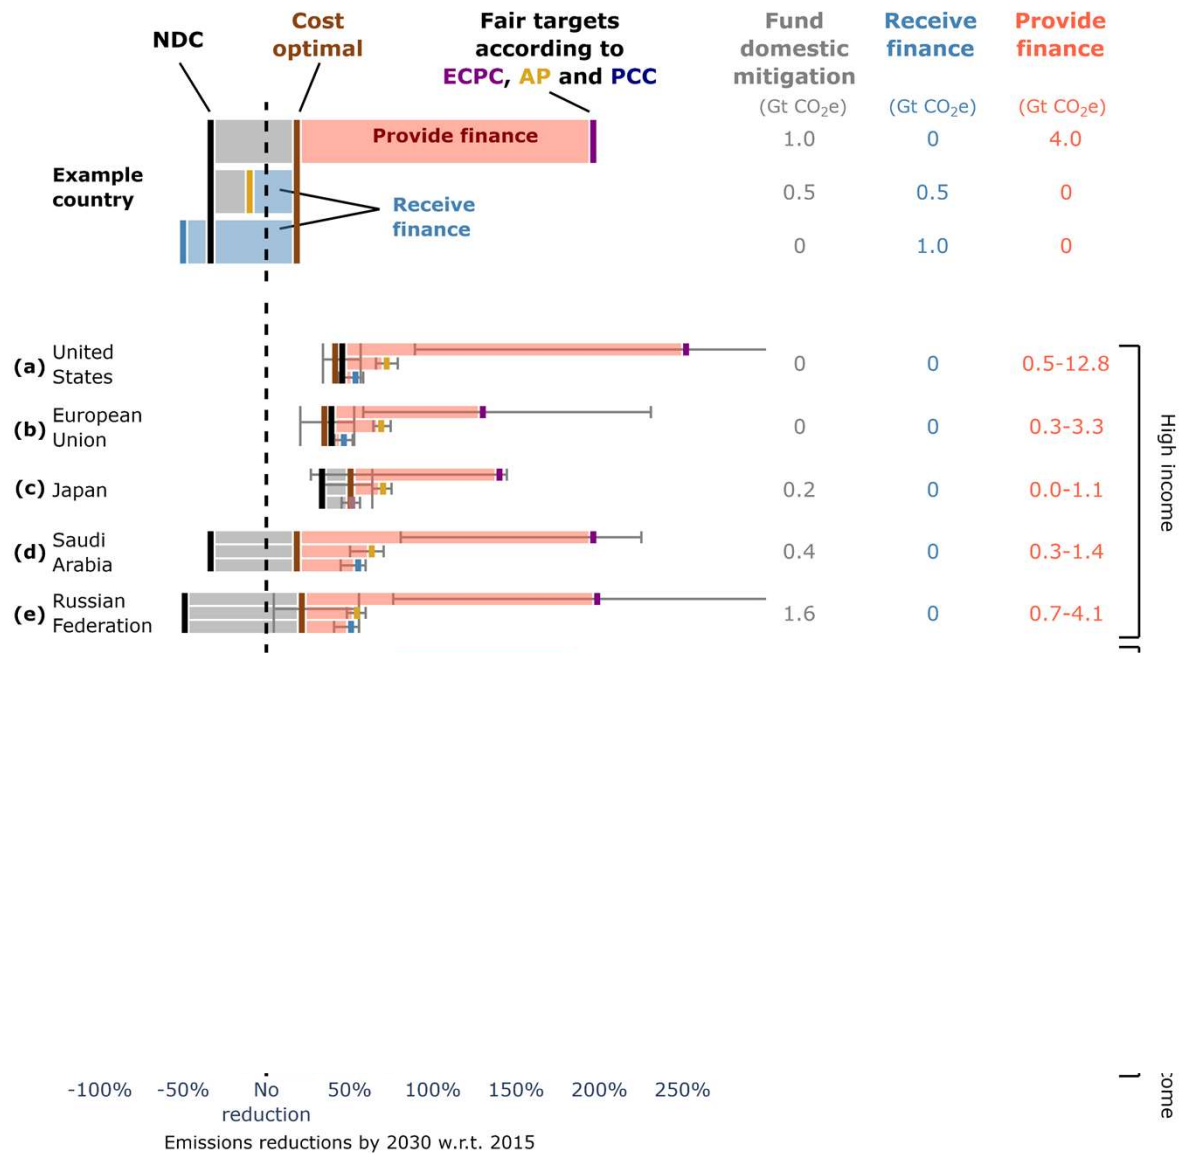 NDC
Cost
optimal
Fair targets
according to
ECPC, AP and PCC
Fund
domestic
mitigation
(Gt CO₂e)
Receive
finance
(Gt CO₂e)
Provide
finance
(Gt CO₂e)
Example
country
Provide finance
Receive
finance
1.0 0 4.0
0.5 0.5 0
0 1.0 0
(a) United
States
0 0 0.5-12.8
(b) European
Union
0 0 0.3-3.3
(c) Japan
0.2 0 0.0-1.1
(d) Saudi
Arabia
0.4 0 0.3-1.4
(e) Russian
Federation
1.6 0 0.7-4.1
High income
-100% -50% No
reduction
50% 100% 150% 200% 250%
Emissions reductions by 2030 w.r.t. 2015